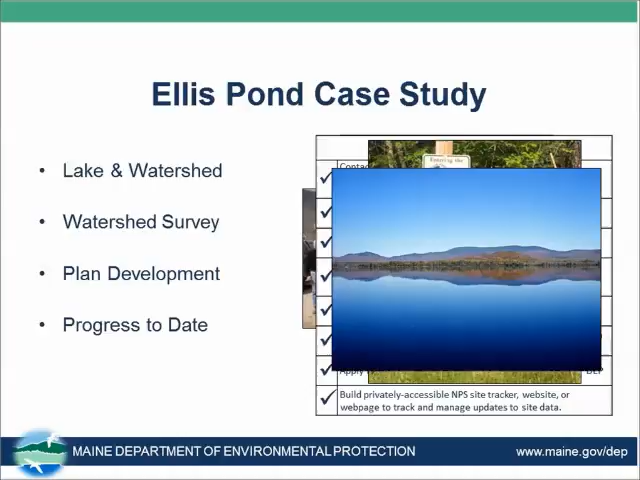 Ellis Pond Case Study
• Lake & Watershed
• Watershed Survey
• Plan Development
• Progress to Date
Entering the
Build privately-accessible NPS site tracker, website, or
webpage to track and manage updates to site data.
MAINE DEPARTMENT OF ENVIRONMENTAL PROTECTION
www.maine.gov/dep